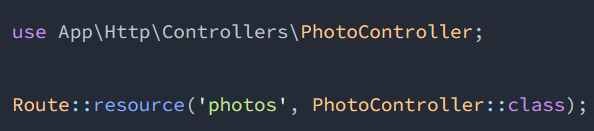 use App\Http\Controllers\PhotoController;
Route::resource('photos', PhotoController::class);